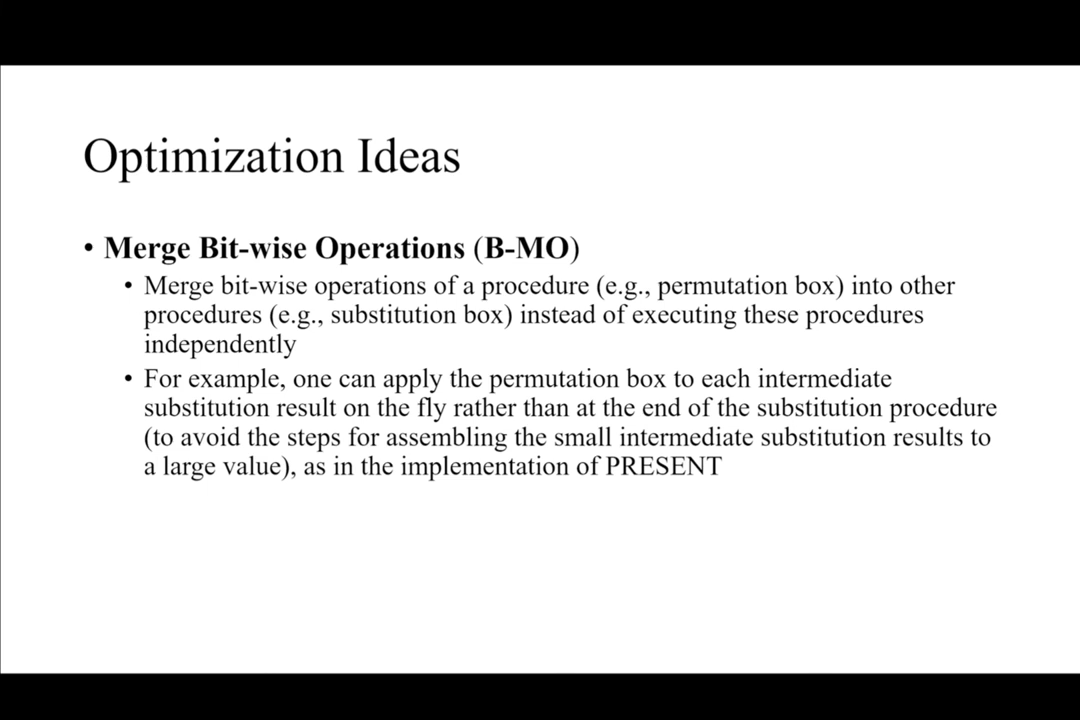 Optimization Ideas
• Merge Bit-wise Operations (B-MO)
• Merge bit-wise operations of a procedure (e.g., permutation box) into other
procedures (e.g., substitution box) instead of executing these procedures
independently
• For example, one can apply the permutation box to each intermediate
substitution result on the fly rather than at the end of the substitution procedure
(to avoid the steps for assembling the small intermediate substitution results to
a large value), as in the implementation of PRESENT